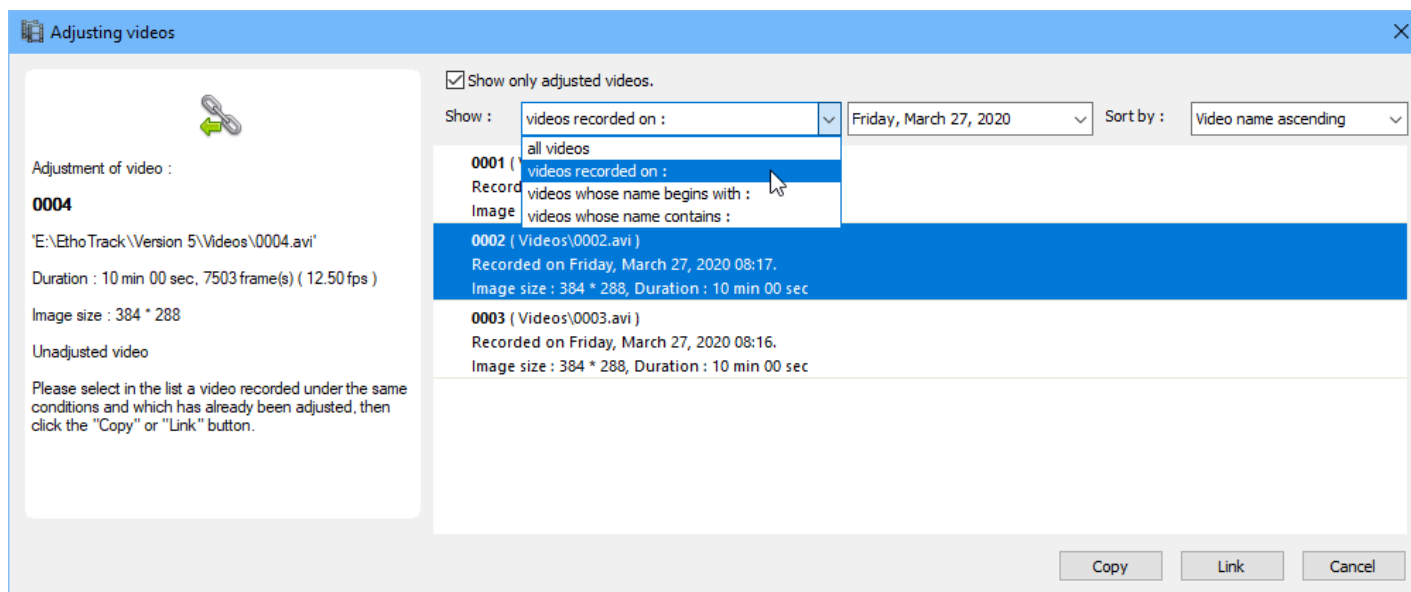 Adjusting videos
Show only adjusted videos.
Show : videos recorded on : Friday, March 27, 2020 Sort by : Video name ascending
all videos
videos recorded on :
videos whose name begins with :
videos whose name contains :
Adjustment of video :
0004
'E:\EthoTrack\Version 5\Videos\0004.avi'
Duration : 10 min 00 sec, 7503 frame(s) ( 12.50 fps )
Image size : 384 * 288
Unadjusted video
Please select in the list a video recorded under the same
conditions and which has already been adjusted, then
click the "Copy" or "Link" button.
0001 (
Record
Image
0002 ( Videos\0002.avi )
Recorded on Friday, March 27, 2020 08:17.
Image size : 384 * 288, Duration : 10 min 00 sec
0003 ( Videos\0003.avi )
Recorded on Friday, March 27, 2020 08:16.
Image size : 384 * 288, Duration : 10 min 00 sec
Copy Link Cancel